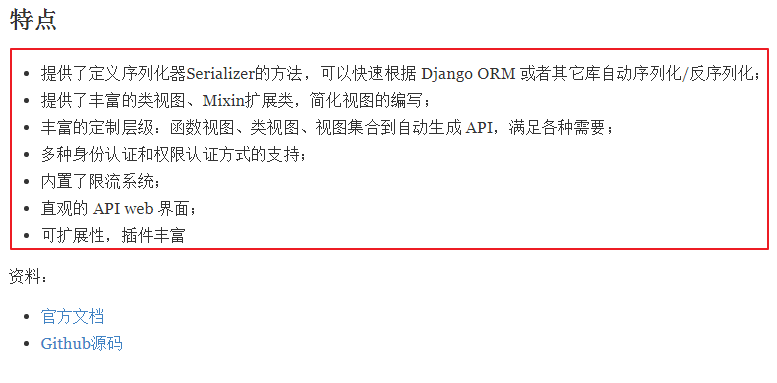 特点
提供了定义序列化器Serializer的方法，可以快速根据 Django ORM 或者其它库自动序列化/反序列化；
提供了丰富的类视图、Mixin扩展类，简化视图的编写；
丰富的定制层级：函数视图、类视图、视图集合到自动生成 API，满足各种需要；
多种身份认证和权限认证方式的支持；
内置了限流系统；
直观的 API web 界面；
可扩展性，插件丰富
资料：
官方文档
Github源码